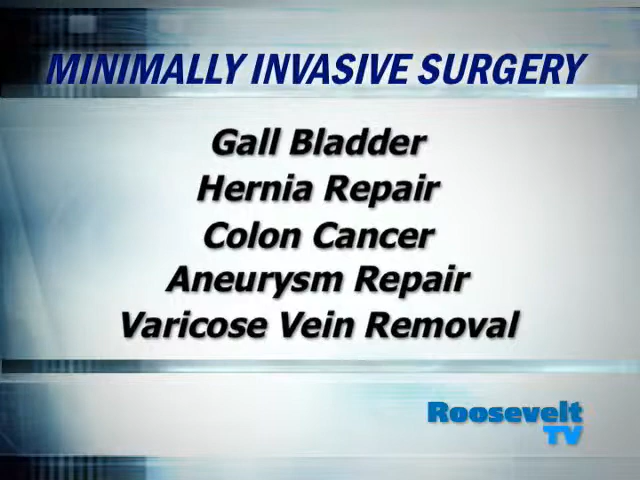 MINIMALLY INVASIVE SURGERY
Gall Bladder
Hernia Repair
Colon Cancer
Aneurysm Repair
Varicose Vein Removal
Roosevelt
TV